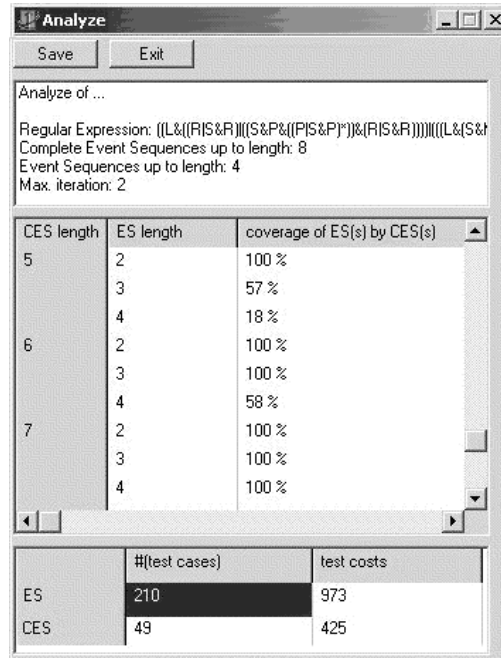 Analyze
Save Exit
Analyze of ...
Regular Expression: ((L&((R|S&R)|((S&P&((P|S&P)*))&(R|S&R))))|(((L&(S&
Complete Event Sequences up to length: 8
Event Sequences up to length: 4
Max. iteration: 2
CES length ES length coverage of ES(s) by CES(s)
5 2 100 %
3 57 %
4 18 %
6 2 100 %
3 100 %
4 58 %
7 2 100 %
3 100 %
4 100 %
#(test cases) test costs
ES 210 973
CES 49 425